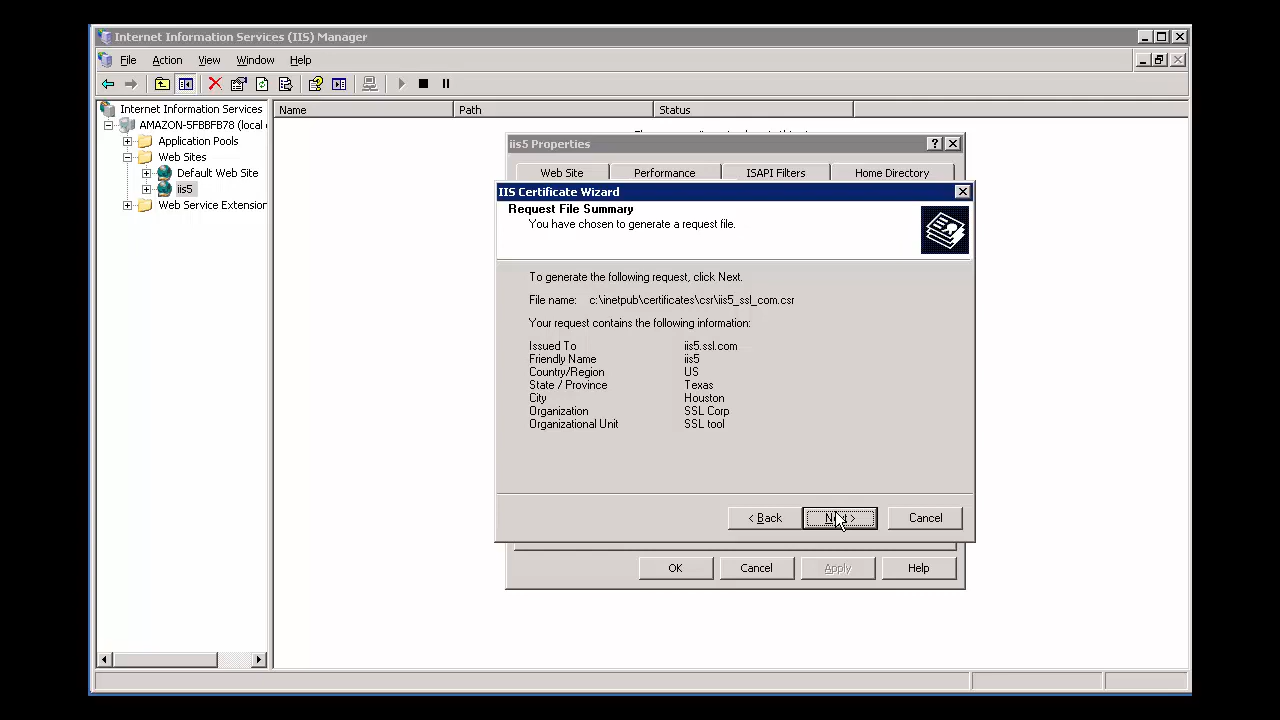 Internet Information Services (IIS) Manager
File Action View Window Help
Internet Information Services
AMAZON-5FBBFB78 (local
Application Pools
Web Sites
Default Web Site
iis5
Web Service Extension
Name Path Status
iis5 Properties
Web Site Performance ISAPI Filters Home Directory
IIS Certificate Wizard
Request File Summary
You have chosen to generate a request file.
To generate the following request, click Next.
File name: c:\inetpub\certificates\csr\iis5_ssl_com.csr
Your request contains the following information:
Issued To iis5.ssl.com
Friendly Name iis5
Country/Region US
State / Province Texas
City Houston
Organization SSL Corp
Organizational Unit SSL tool
< Back Next > Cancel
OK Cancel Apply Help